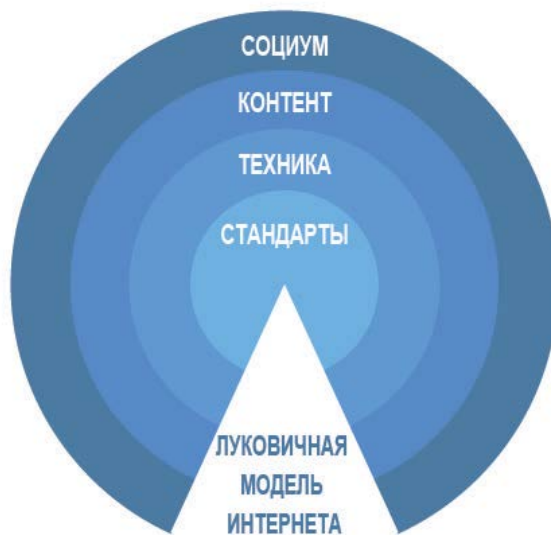 СОЦИУМ
КОНТЕНТ
ТЕХНИКА
СТАНДАРТЫ
ЛУКОВИЧНАЯ
МОДЕЛЬ
ИНТЕРНЕТА